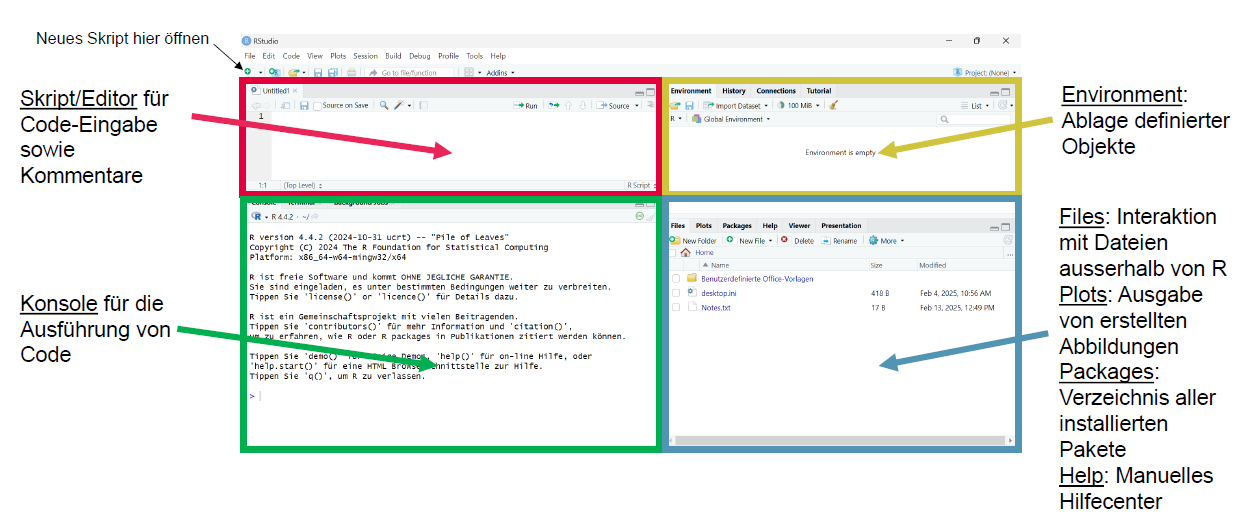 Neues Skript hier öffnen
Skript/Editor für
Code-Eingabe
sowie
Kommentare
Konsole für die
Ausführung von
Code
RStudio
File Edit Code View Plots Session Build Debug Profile Tools Help
Go to file/function Addins Project: (None)
Untitled1
Source on Save Run Source
1
1:1 (Top Level) R Script
Console Terminal Background Jobs
R 4.4.2 · ~/
R version 4.4.2 (2024-10-31 ucrt) -- "Pile of Leaves"
Copyright (C) 2024 The R Foundation for Statistical Computing
Platform: x86_64-w64-mingw32/x64
R ist freie Software und kommt OHNE JEGLICHE GARANTIE.
Sie sind eingeladen, es unter bestimmten Bedingungen weiter zu verbreiten.
Tippen Sie 'license()' or 'licence()' für Details dazu.
R ist ein Gemeinschaftsprojekt mit vielen Beitragenden.
Tippen Sie 'contributors()' für mehr Information und 'citation()',
um zu erfahren, wie R oder R packages in Publikationen zitiert werden können.
Tippen Sie 'demo()' Demos, 'help()' für on-line Hilfe, oder
'help.start()' für eine HTML Browserschnittstelle zur Hilfe.
Tippen Sie 'q()', um R zu verlassen.
>
Environment History Connections Tutorial
Import Dataset 100 MiB List
R Global Environment
Environment is empty
Files Plots Packages Help Viewer Presentation
New Folder New File Delete Rename More
Home ...
Name Size Modified
Benutzerdefinierte Office-Vorlagen
desktop.ini 418 B Feb 4, 2025, 10:56 AM
Notes.txt 17 B Feb 13, 2025, 12:49 PM
Environment:
Ablage definierter
Objekte
Files: Interaktion
mit Dateien
ausserhalb von R
Plots: Ausgabe
von erstellten
Abbildungen
Packages:
Verzeichnis aller
installierten
Pakete
Help: Manuelles
Hilfecenter